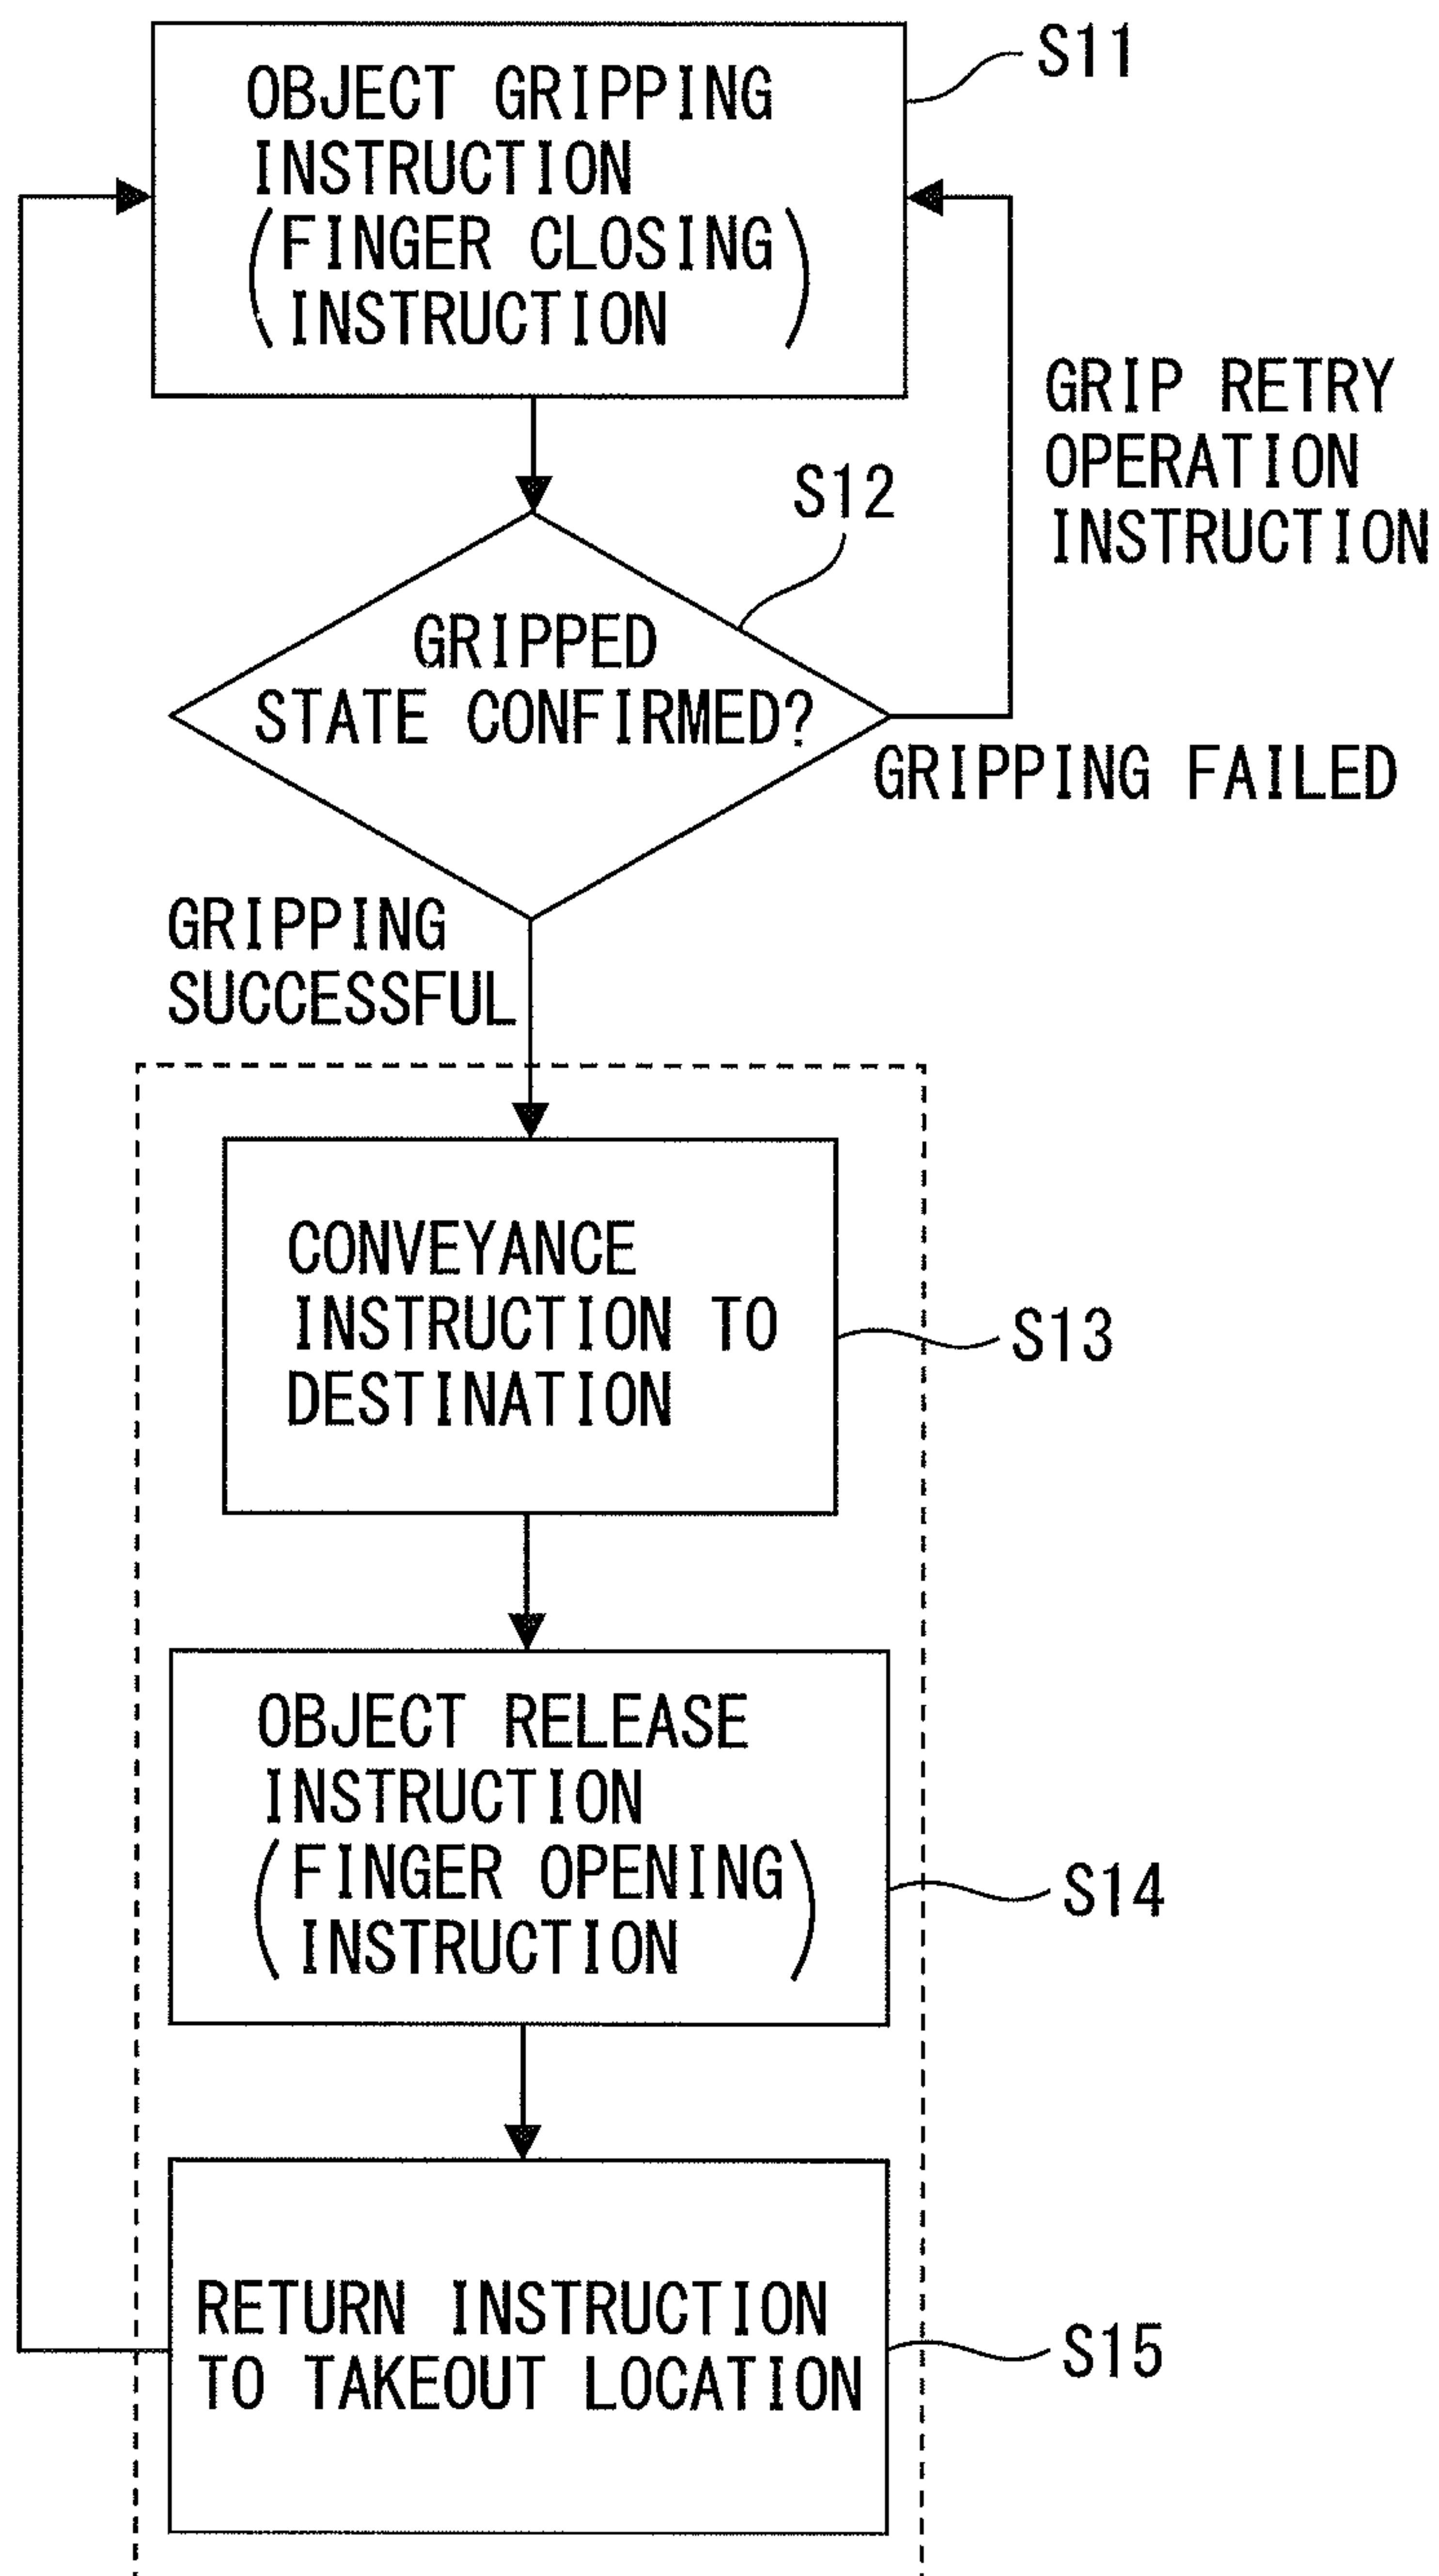 S11
OBJECT GRIPPING
INSTRUCTION
(FINGER CLOSING
INSTRUCTION)
GRIP RETRY
OPERATION
INSTRUCTION
S12
GRIPPED
STATE CONFIRMED?
GRIPPING FAILED
GRIPPING
SUCCESSFUL
CONVEYANCE
INSTRUCTION TO
DESTINATION
S13
OBJECT RELEASE
INSTRUCTION
(FINGER OPENING
INSTRUCTION)
S14
RETURN INSTRUCTION
TO TAKEOUT LOCATION
S15